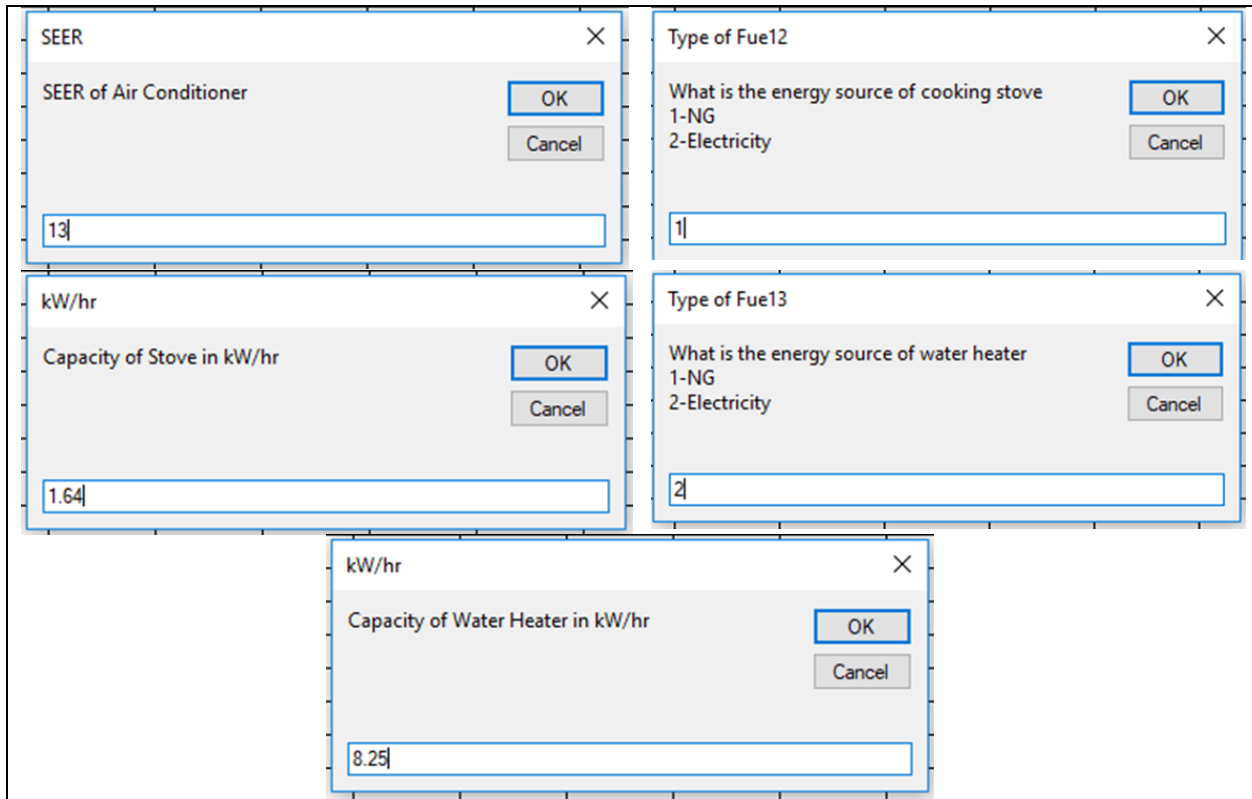 SEER
SEER of Air Conditioner
OK
Cancel
13
Type of Fue12
What is the energy source of cooking stove
1-NG
2-Electricity
OK
Cancel
1
kW/hr
Capacity of Stove in kW/hr
OK
Cancel
1.64
Type of Fue13
What is the energy source of water heater
1-NG
2-Electricity
OK
Cancel
2
kW/hr
Capacity of Water Heater in kW/hr
OK
Cancel
8.25